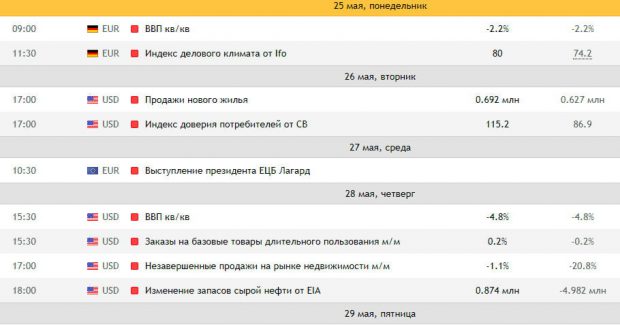 25 мая, понедельник
09:00 EUR ВВП кв/кв -2.2% -2.2%
11:30 EUR Индекс делового климата от Ifo 80 74.2
26 мая, вторник
17:00 USD Продажи нового жилья 0.692 млн 0.627 млн
17:00 USD Индекс доверия потребителей от CB 115.2 86.9
27 мая, среда
10:30 EUR Выступление президента ЕЦБ Лагард
28 мая, четверг
15:30 USD ВВП кв/кв -4.8% -4.8%
15:30 USD Заказы на базовые товары длительного пользования м/м 0.2% -0.2%
17:00 USD Незавершенные продажи на рынке недвижимости м/м -1.1% -20.8%
18:00 USD Изменение запасов сырой нефти от EIA 0.874 млн -4.982 млн
29 мая, пятница